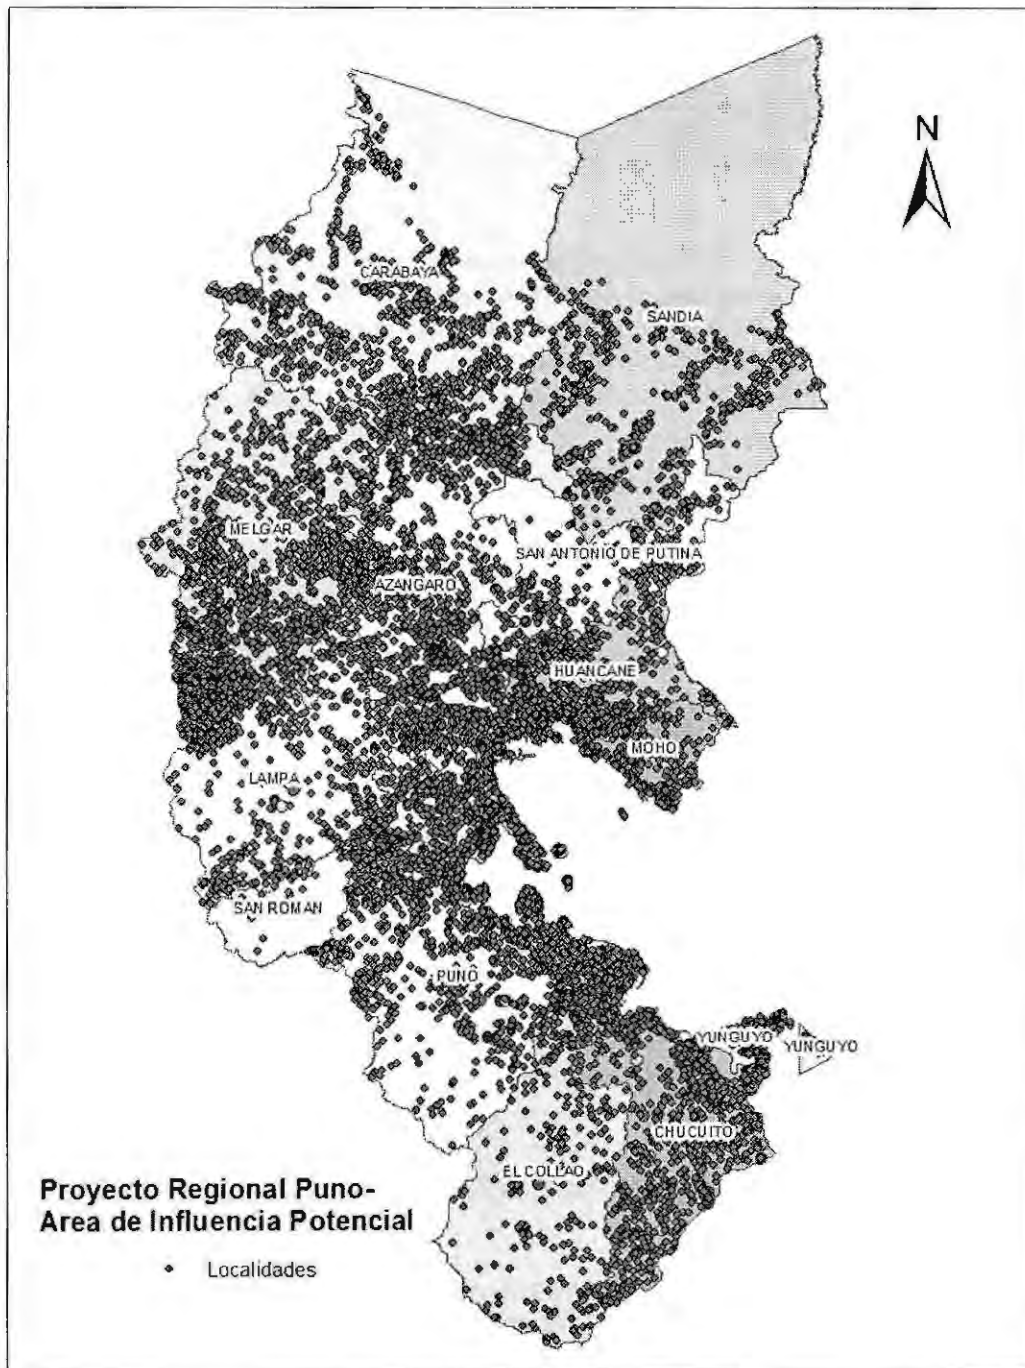 N
CARABAYA
SANDIA
MELGAR
SAN ANTONIO DE PUTINA
AZANGARO
HUANCANE
MOHO
LAMPA
SAN ROMAN
PUNO
YUNGUYO
YUNGUYO
CHUCUITO
EL COLLAO
Proyecto Regional Puno-
Area de Influencia Potencial
Localidades